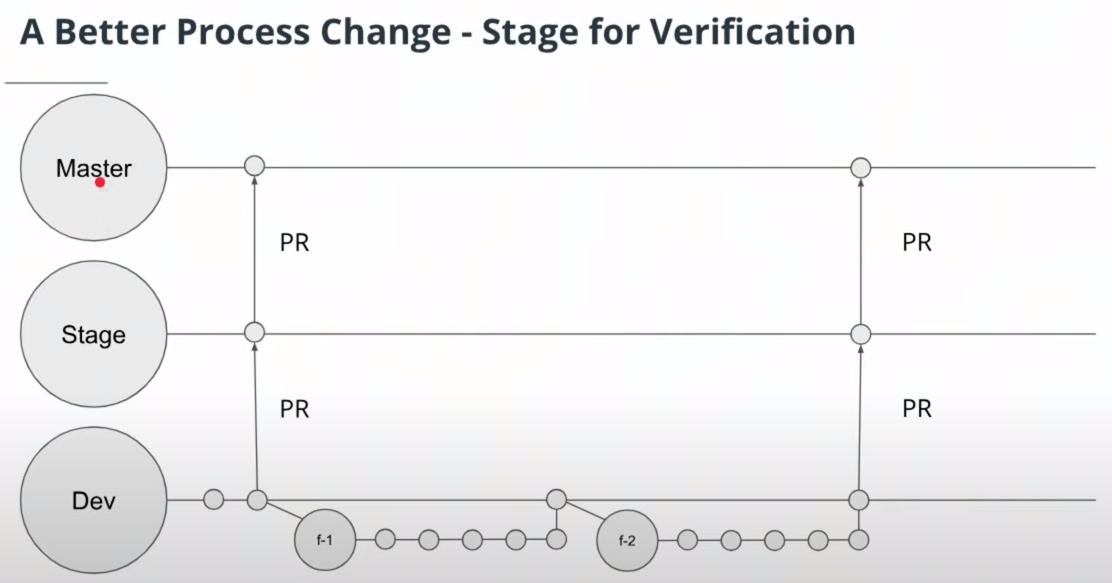 A Better Process Change - Stage for Verification
Master
PR
PR
Stage
PR
PR
Dev
f-1
f-2